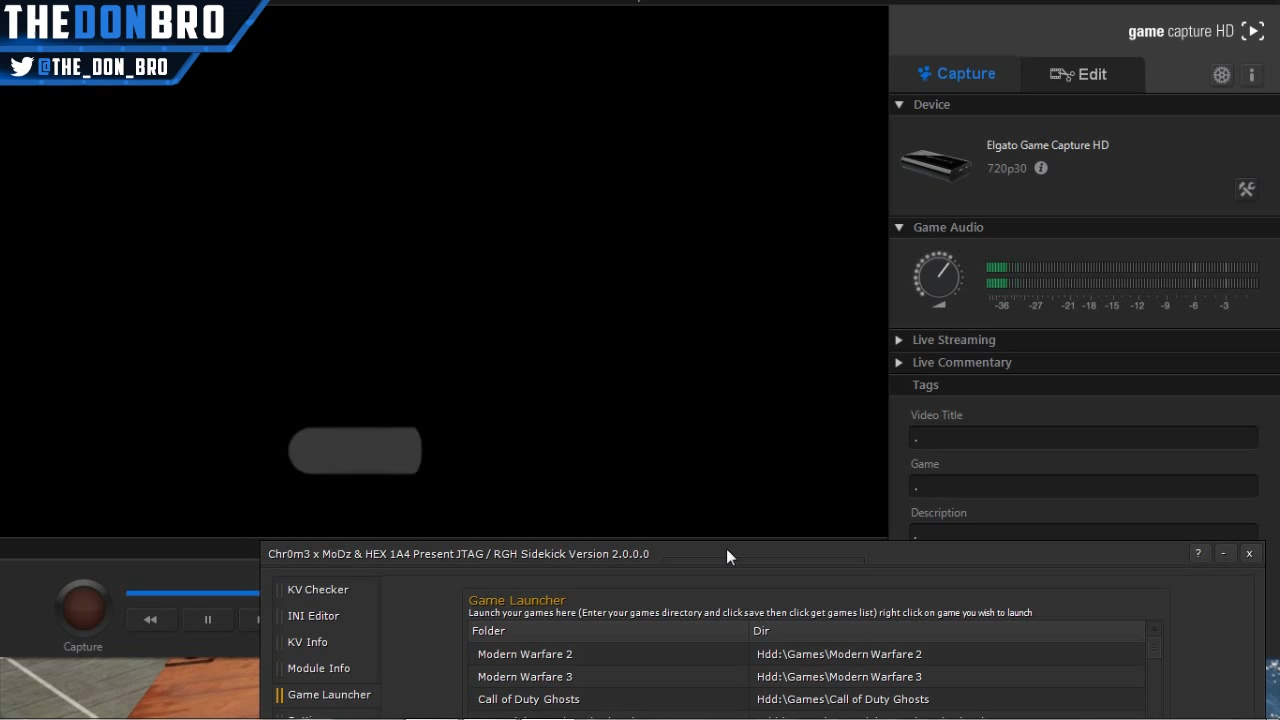 THEDONBRO
@THE_DON_BRO
game capture HD
Capture
Edit
Device
Elgato Game Capture HD
720p30
Game Audio
-36 -27 -21 -18 -15 -12 -9 -6 -3
Live Streaming
Live Commentary
Tags
Video Title
.
Game
.
Description
.
Chr0m3 x MoDz & HEX 1A4 Present JTAG / RGH Sidekick Version 2.0.0.0
? - x
Capture
KV Checker
INI Editor
KV Info
Module Info
Game Launcher
Game Launcher
Launch your games here (Enter your games directory and click save then click get games list) right click on game you wish to launch
Folder Dir
Modern Warfare 2 Hdd:\Games\Modern Warfare 2
Modern Warfare 3 Hdd:\Games\Modern Warfare 3
Call of Duty Ghosts Hdd:\Games\Call of Duty Ghosts